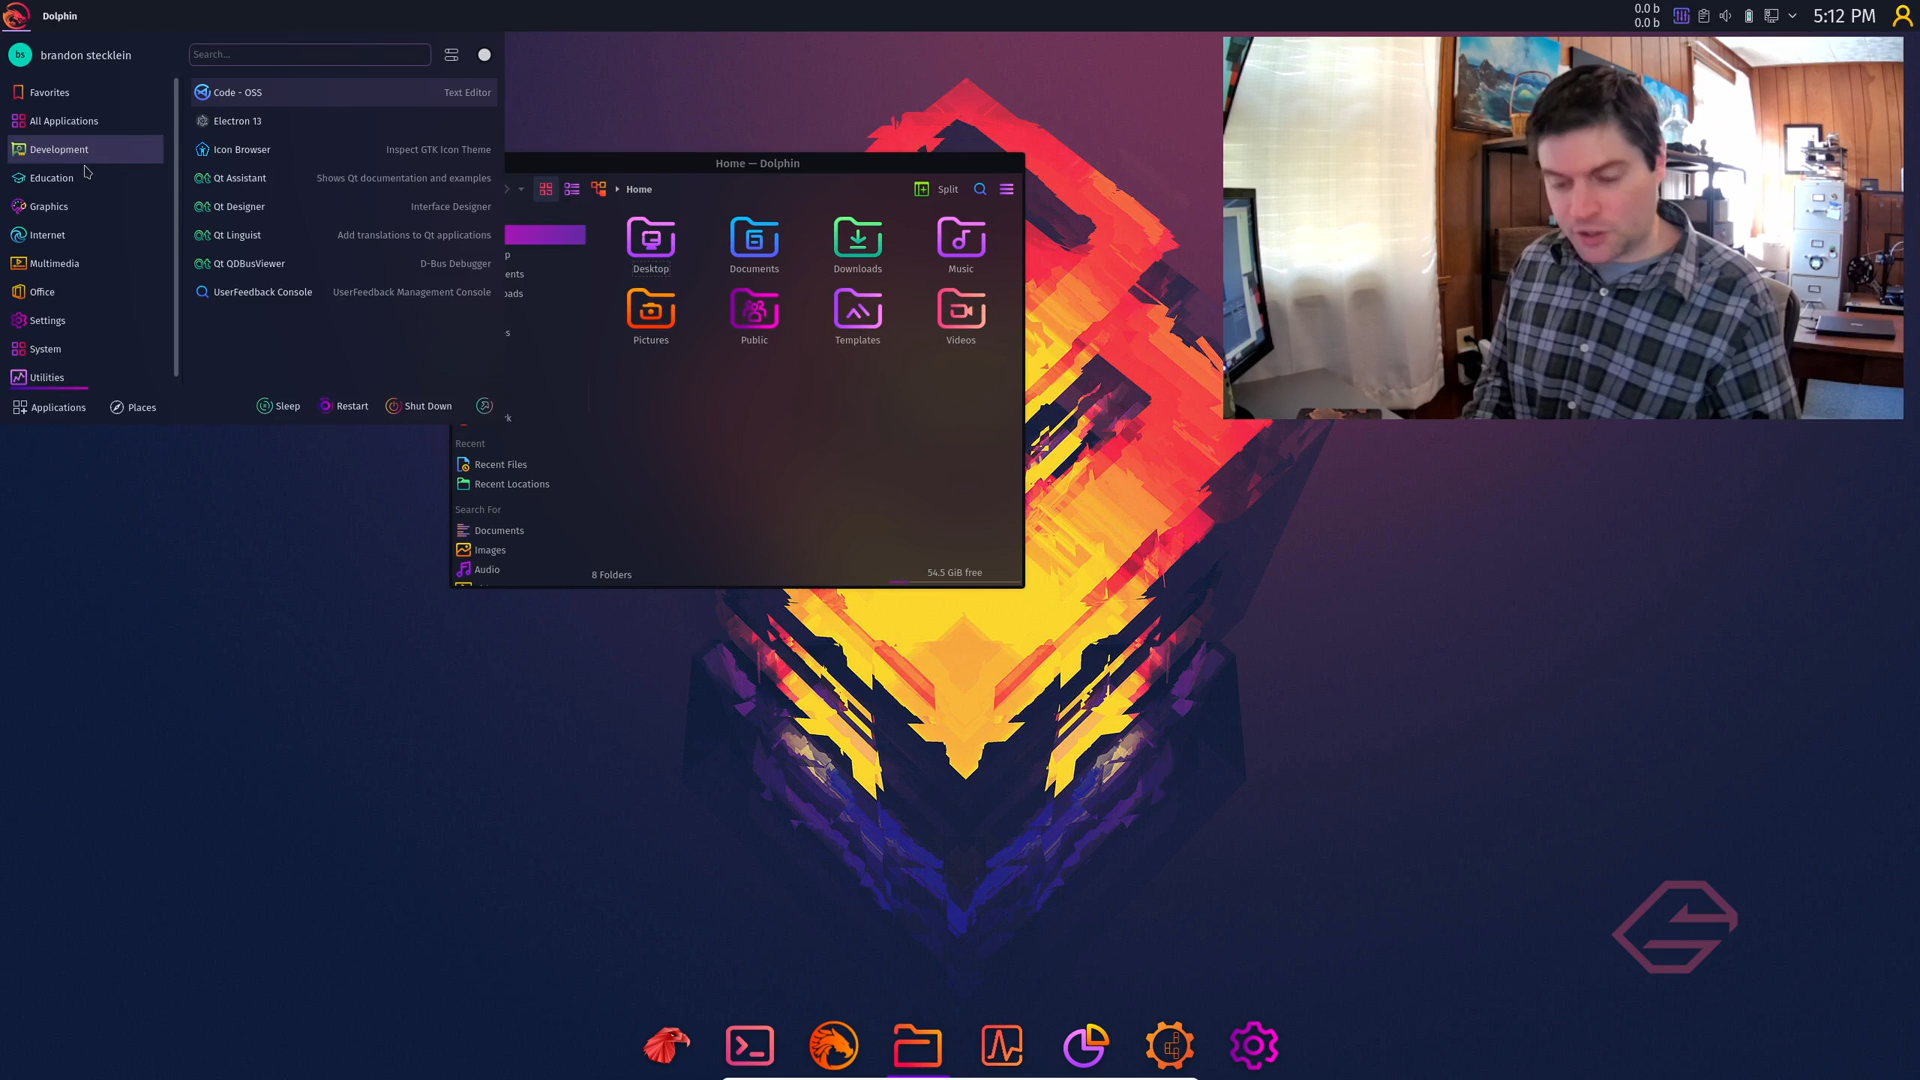 Dolphin
0.0 b
0.0 b
5:12 PM
bs
brandon stecklein
Search...
Favorites
All Applications
Development
Education
Graphics
Internet
Multimedia
Office
Settings
System
Utilities
Code - OSS Text Editor
Electron 13
Icon Browser Inspect GTK Icon Theme
Qt Assistant Shows Qt documentation and examples
Qt Designer Interface Designer
Qt Linguist Add translations to Qt applications
Qt QDBusViewer D-Bus Debugger
UserFeedback Console UserFeedback Management Console
Applications
Places
Sleep
Restart
Shut Down
Home — Dolphin
Home
Split
Desktop
Documents
Downloads
Music
Pictures
Public
Templates
Videos
Recent
Recent Files
Recent Locations
Search For
Documents
Images
Audio
8 Folders
54.5 GiB free